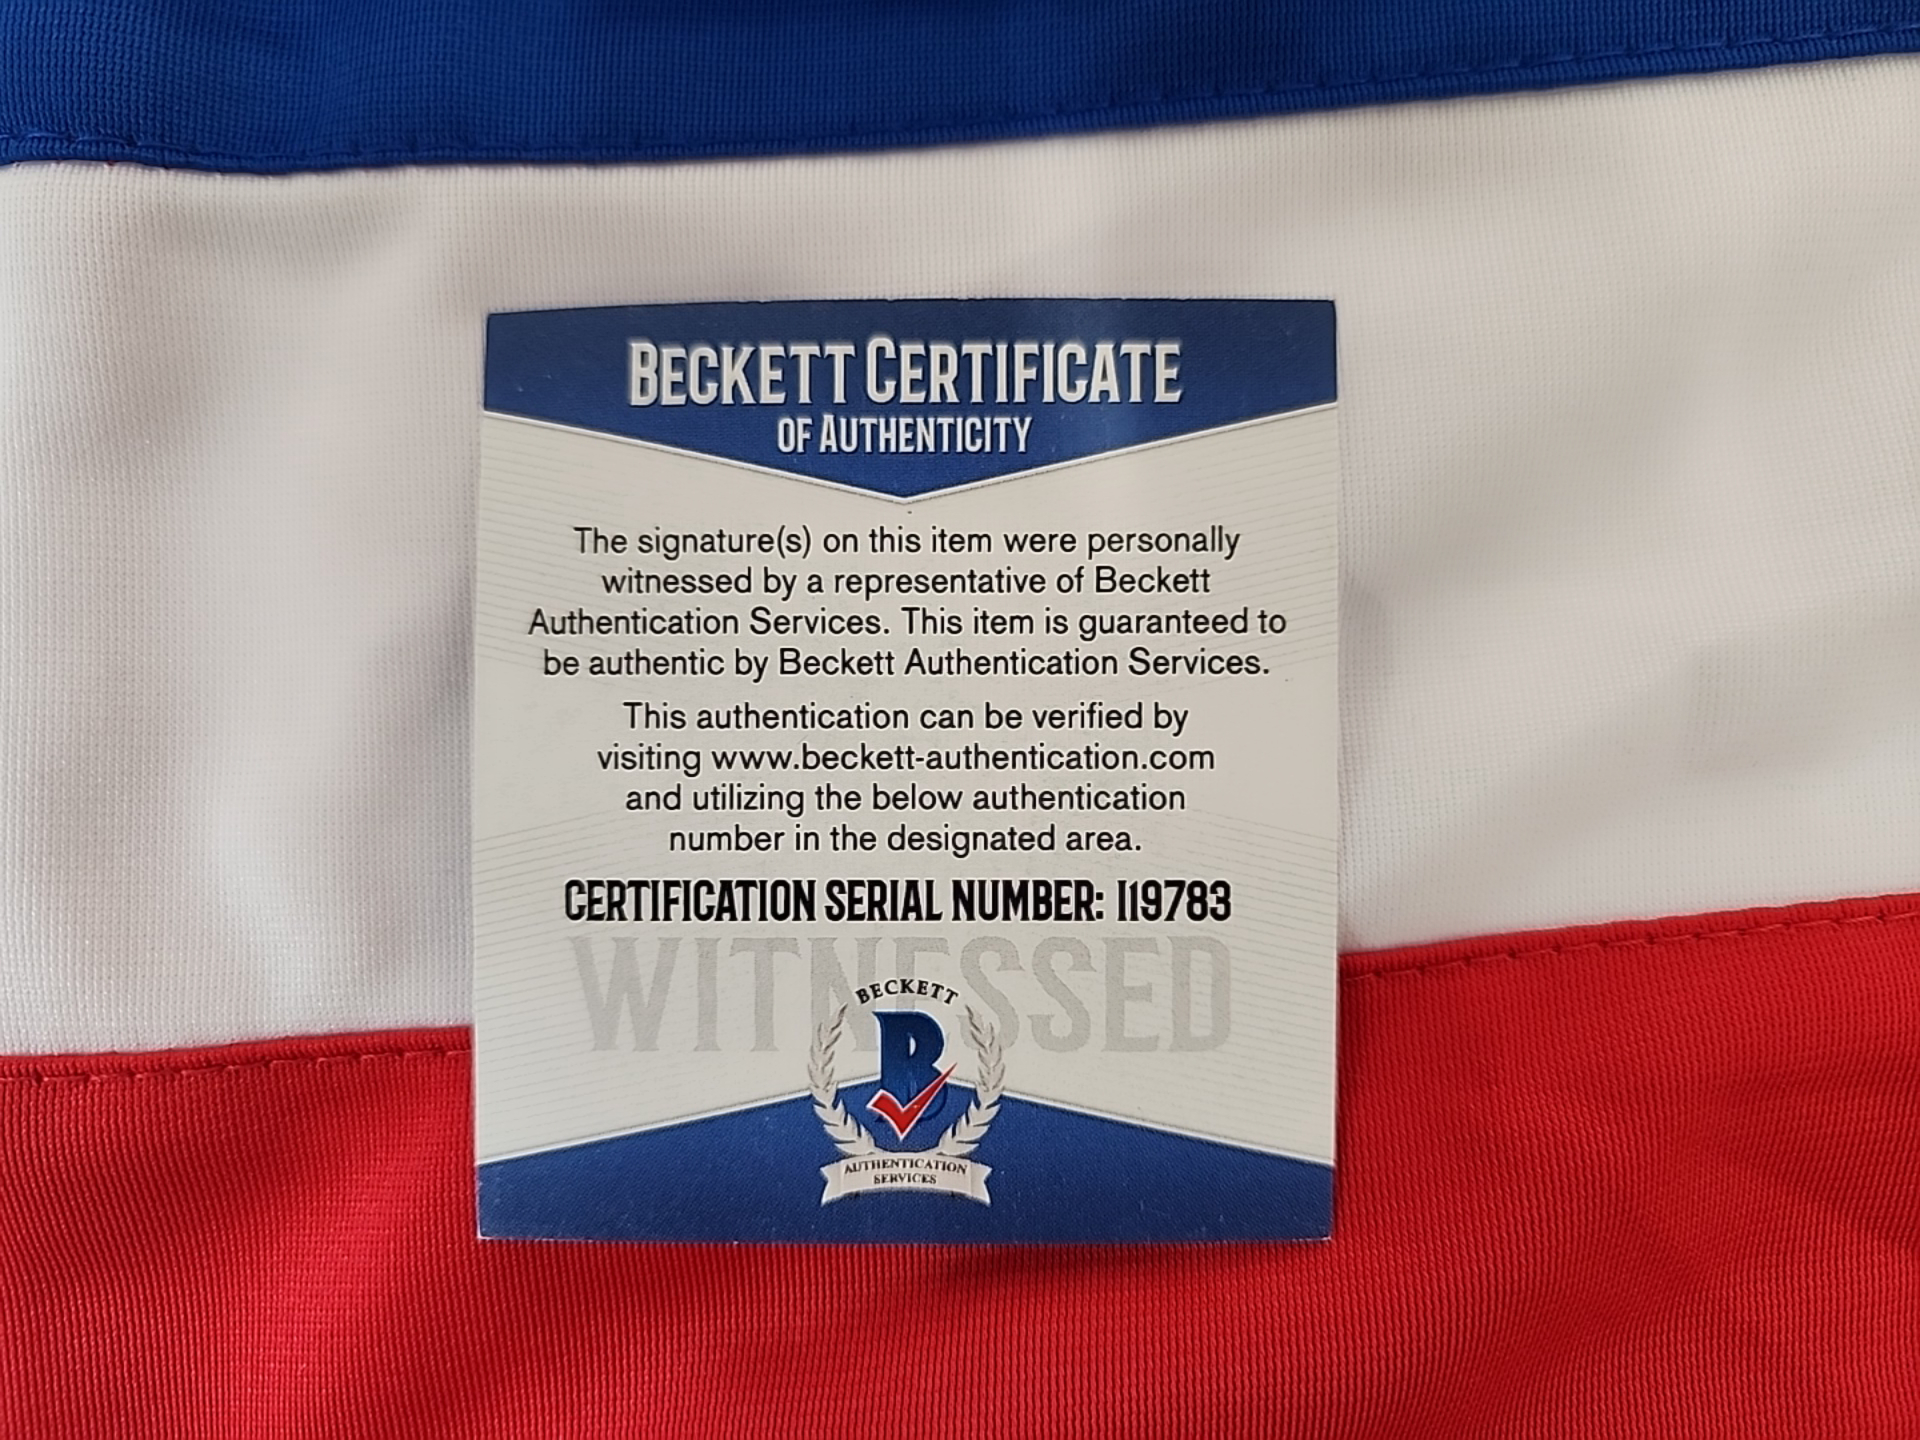 BECKETT CERTIFICATE
OF AUTHENTICITY
The signature(s) on this item were personally
witnessed by a representative of Beckett
Authentication Services. This item is guaranteed to
be authentic by Beckett Authentication Services.
This authentication can be verified by
visiting www.beckett-authentication.com
and utilizing the below authentication
number in the designated area.
CERTIFICATION SERIAL NUMBER: I19783
WITNESSED
BECKETT
B
AUTHENTICATION
SERVICES